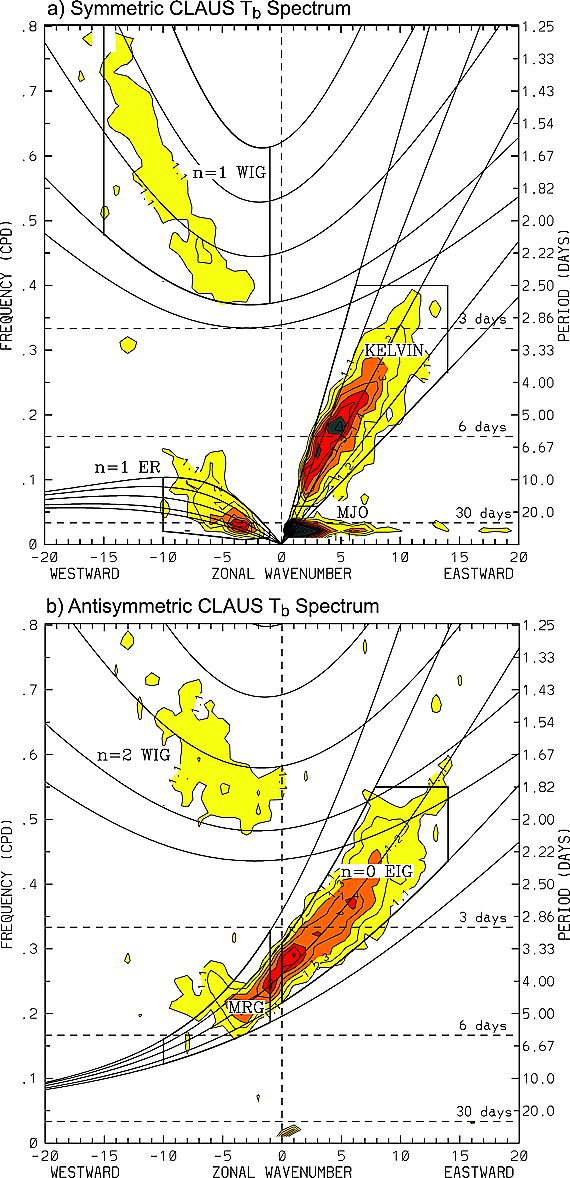 a) Symmetric CLAUS Tb Spectrum
.8 1.25
1.33
.7 1.43
1.54
.6 1.67
n=1 WIG
1.82
.5 2.00
2.22
.4 2.50
2.86
3 days
.3 3.33
KELVIN
4.00
.2 5.00
6 days
6.67
n=1 ER
.1 10.0
MJO
20.0
30 days
0
-20 -15 -10 -5 0 5 10 15 20
WESTWARD ZONAL WAVENUMBER EASTWARD
FREQUENCY (CPD)
PERIOD (DAYS)
b) Antisymmetric CLAUS Tb Spectrum
.8 1.25
1.33
.7 1.43
1.54
n=2 WIG
.6 1.67
1.82
.5 2.00
2.22
n=0 EIG
.4 2.50
2.86
3 days
.3 3.33
4.00
MRG
.2 5.00
6 days
6.67
.1 10.0
20.0
30 days
0
-20 -15 -10 -5 0 5 10 15 20
WESTWARD ZONAL WAVENUMBER EASTWARD
FREQUENCY (CPD)
PERIOD (DAYS)